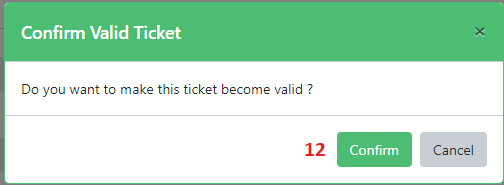 Confirm Valid Ticket ×
Do you want to make this ticket become valid ?
12 Confirm Cancel